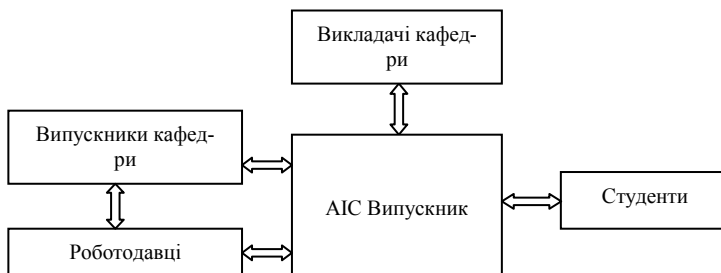 Викладачі кафед-
ри
Випускники кафед-
ри
АІС Випускник
Студенти
Роботодавці